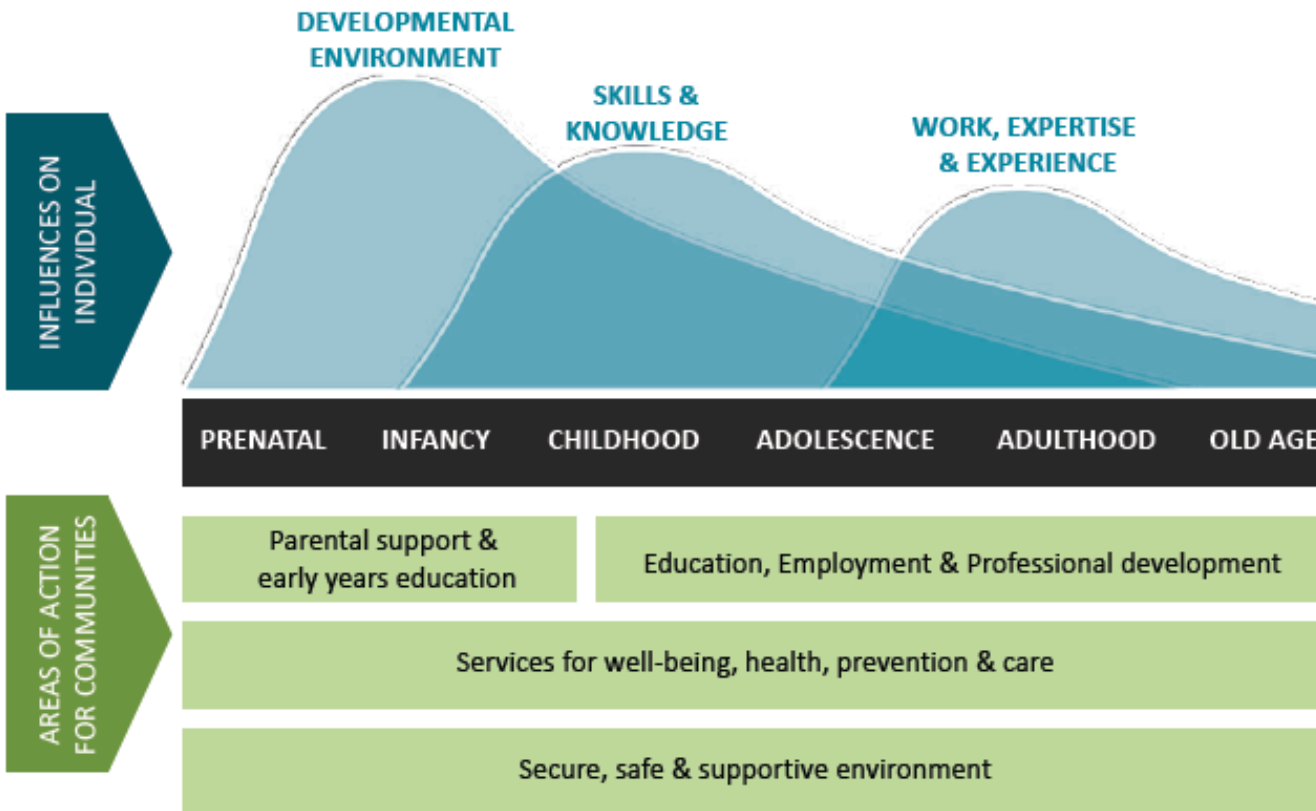 DEVELOPMENTAL
ENVIRONMENT
SKILLS &
KNOWLEDGE
WORK, EXPERTISE
& EXPERIENCE
INFLUENCES ON
INDIVIDUAL
PRENATAL INFANCY CHILDHOOD ADOLESCENCE ADULTHOOD OLD AGE
AREAS OF ACTION
FOR COMMUNITIES
Parental support &
early years education
Education, Employment & Professional development
Services for well-being, health, prevention & care
Secure, safe & supportive environment